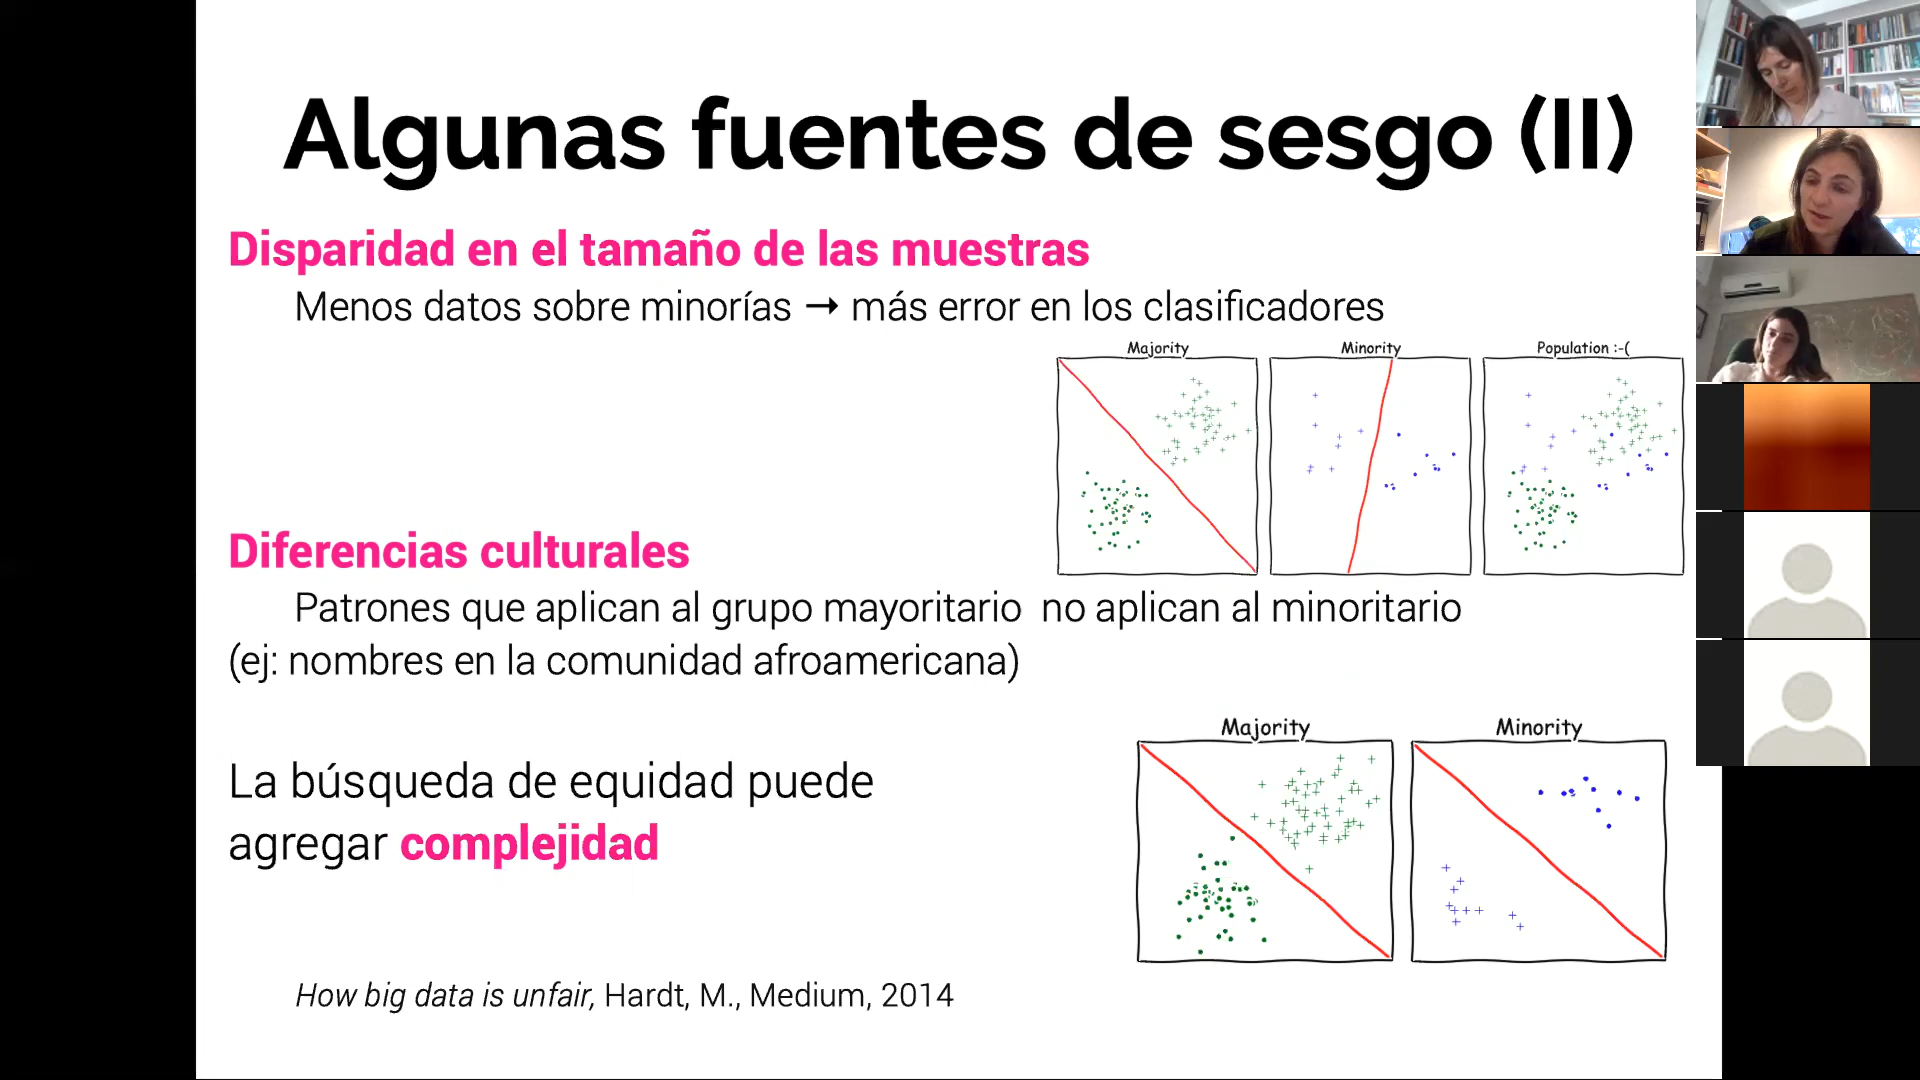 Algunas fuentes de sesgo (II)
Disparidad en el tamaño de las muestras
Menos datos sobre minorías → más error en los clasificadores
Majority
Minority
Population :-(
Diferencias culturales
Patrones que aplican al grupo mayoritario no aplican al minoritario
(ej: nombres en la comunidad afroamericana)
Majority
Minority
La búsqueda de equidad puede
agregar complejidad
How big data is unfair, Hardt, M., Medium, 2014